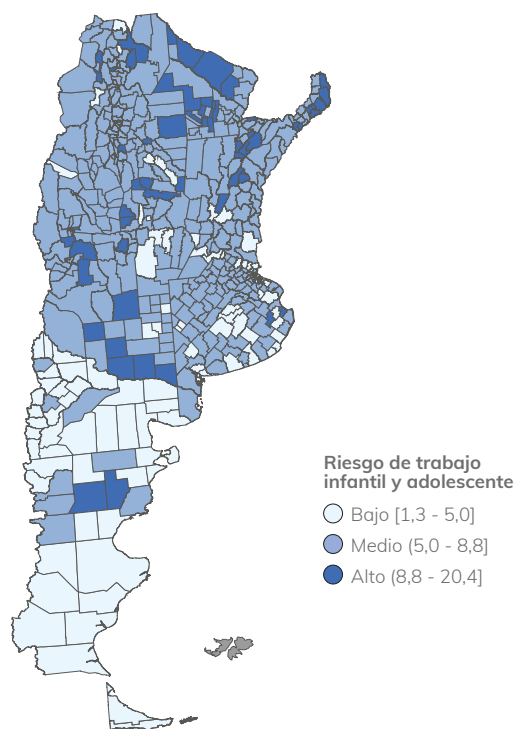 Riesgo de trabajo
infantil y adolescente
Bajo [1,3 - 5,0]
Medio (5,0 - 8,8]
Alto (8,8 - 20,4]